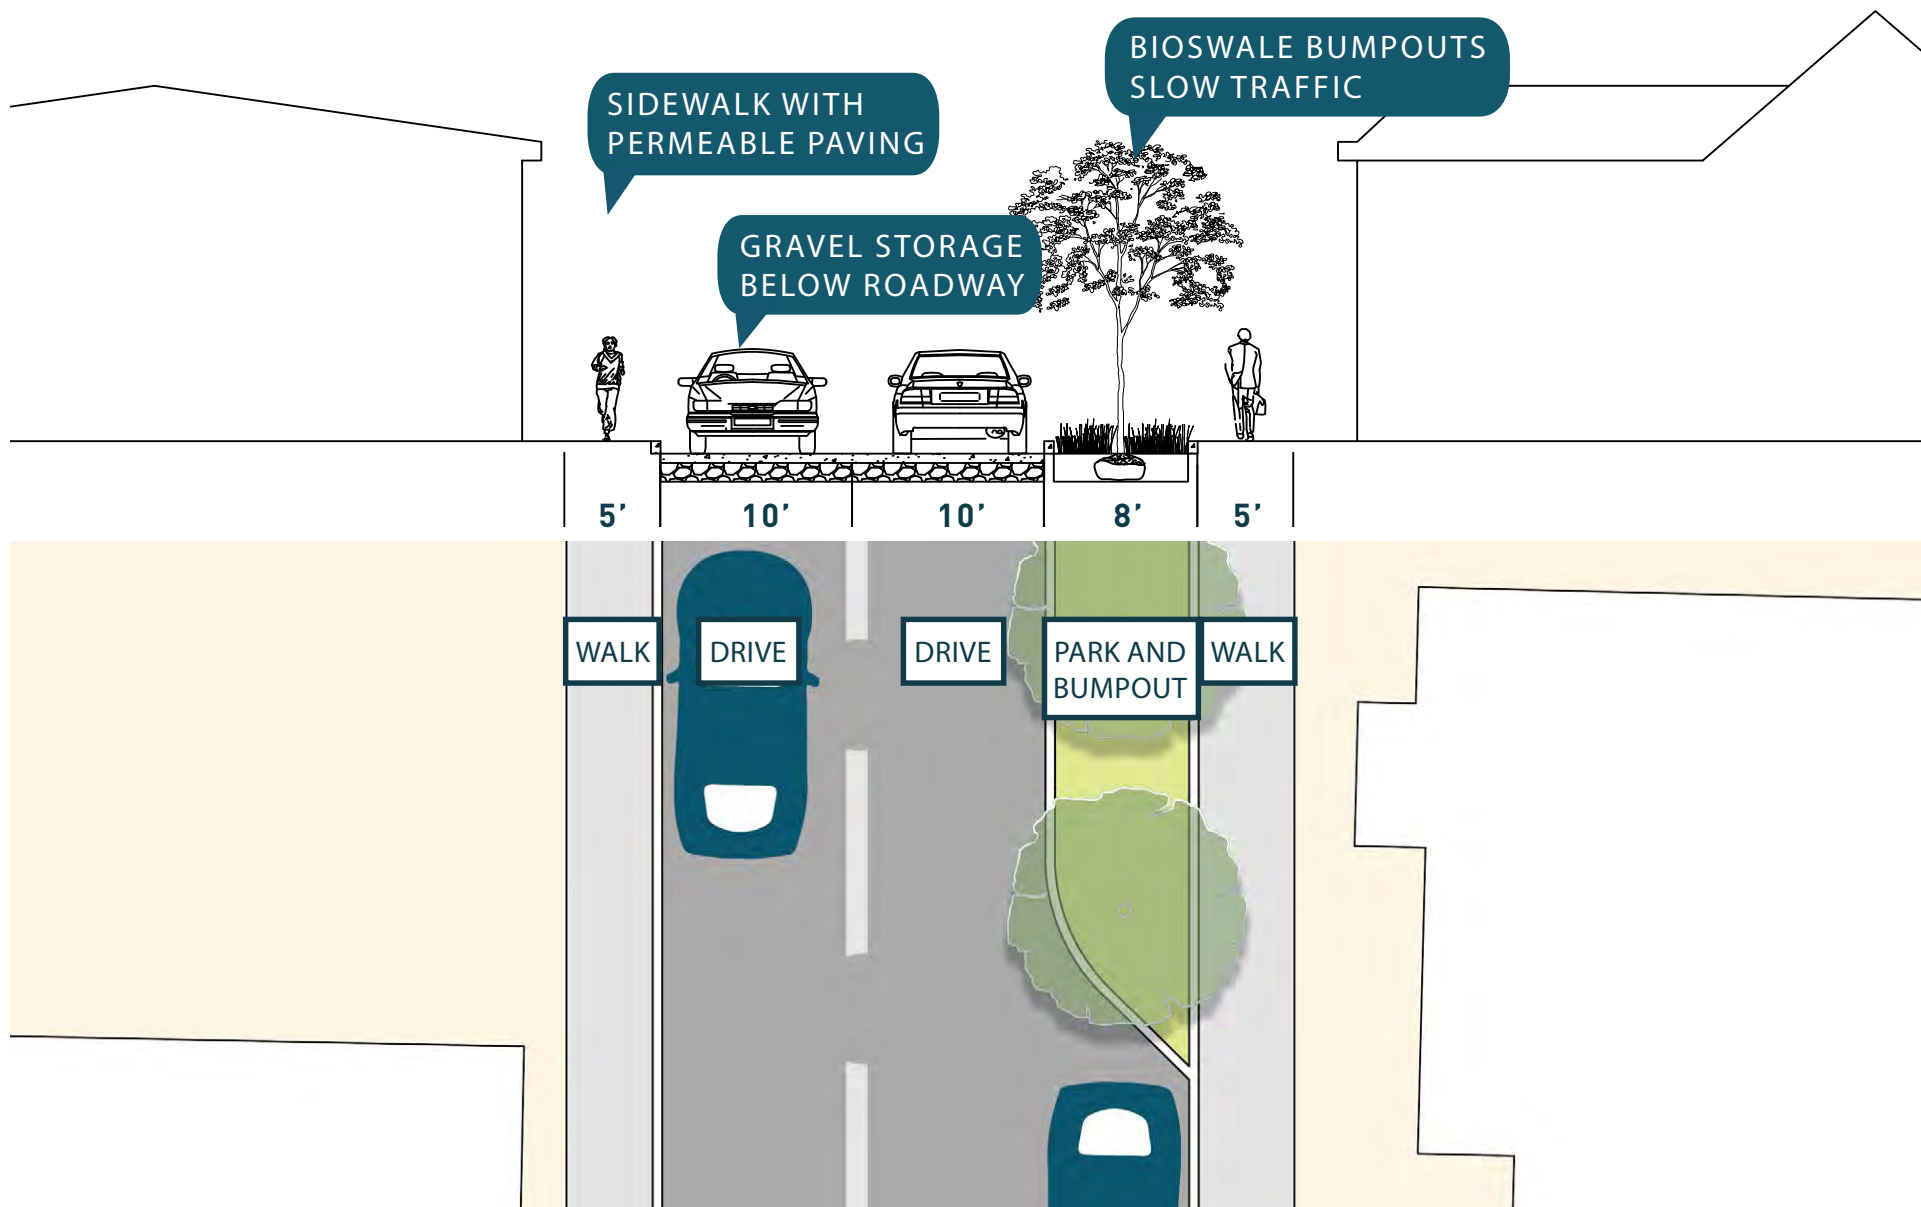 BIOSWALE BUMPOUTS
SLOW TRAFFIC
SIDEWALK WITH
PERMEABLE PAVING
GRAVEL STORAGE
BELOW ROADWAY
5’
10’
10’
8’
5’
WALK
DRIVE
DRIVE
PARK AND
BUMPOUT
WALK